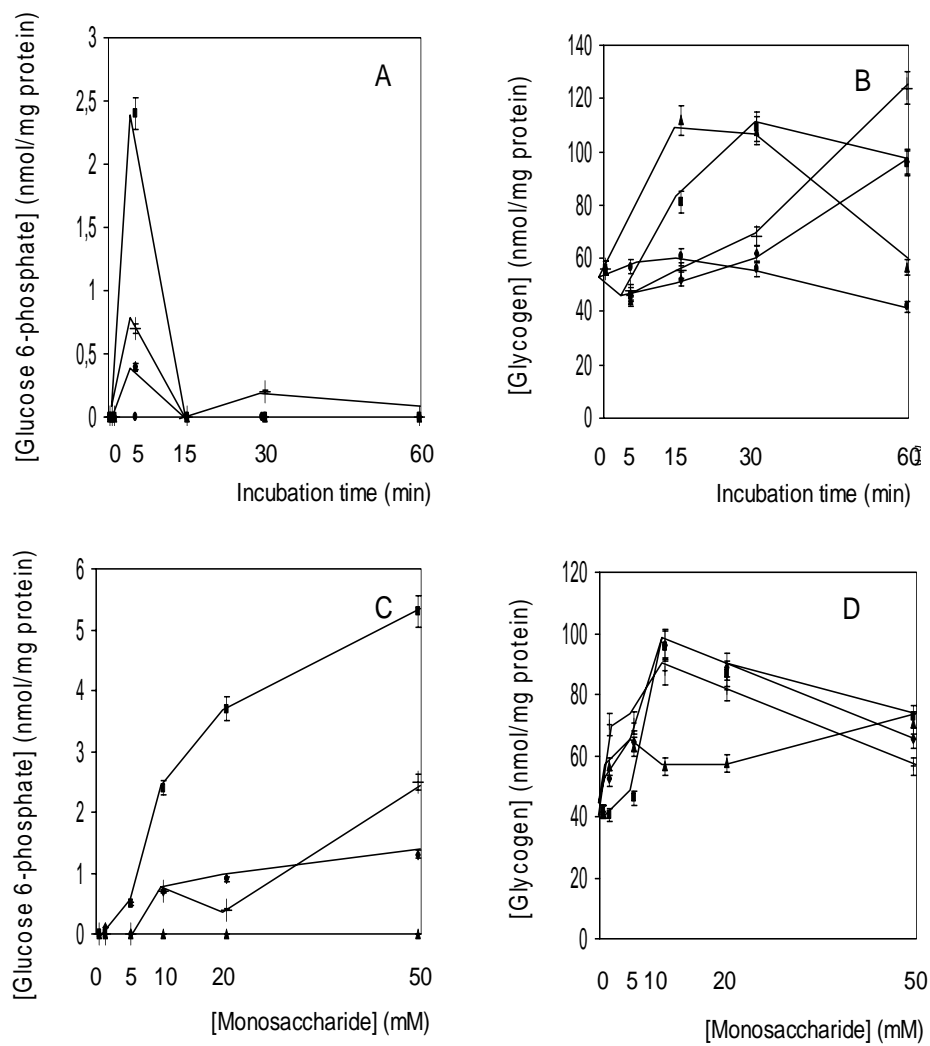 A
[Glucose 6-phosphate] (nmol/mg protein)
3
2,5
2
1,5
1
0,5
0
0 5 15 30 60
Incubation time (min)
B
[Glycogen] (nmol/mg protein)
140
120
100
80
60
40
20
0
0 5 15 30 60
Incubation time (min)
C
[Glucose 6-phosphate] (nmol/mg protein)
6
5
4
3
2
1
0
0 5 10 20 50
[Monosaccharide] (mM)
D
[Glycogen] (nmol/mg protein)
120
100
80
60
40
20
0
0 5 10 20 50
[Monosaccharide] (mM)